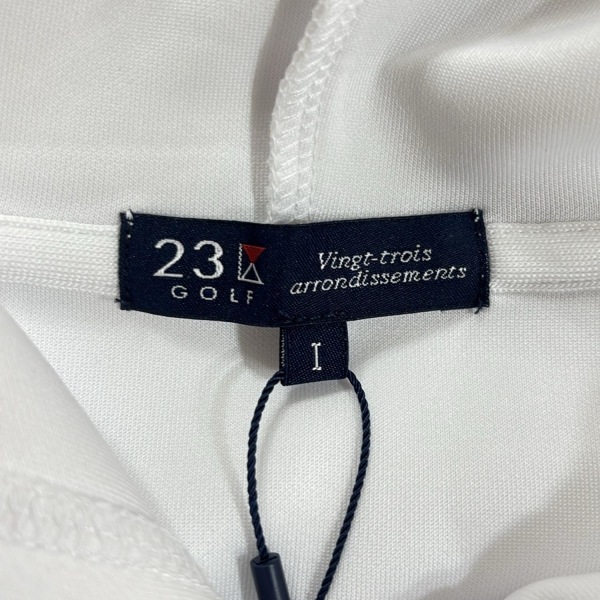 23
GOLF
Vingt-trois
arrondissements
I